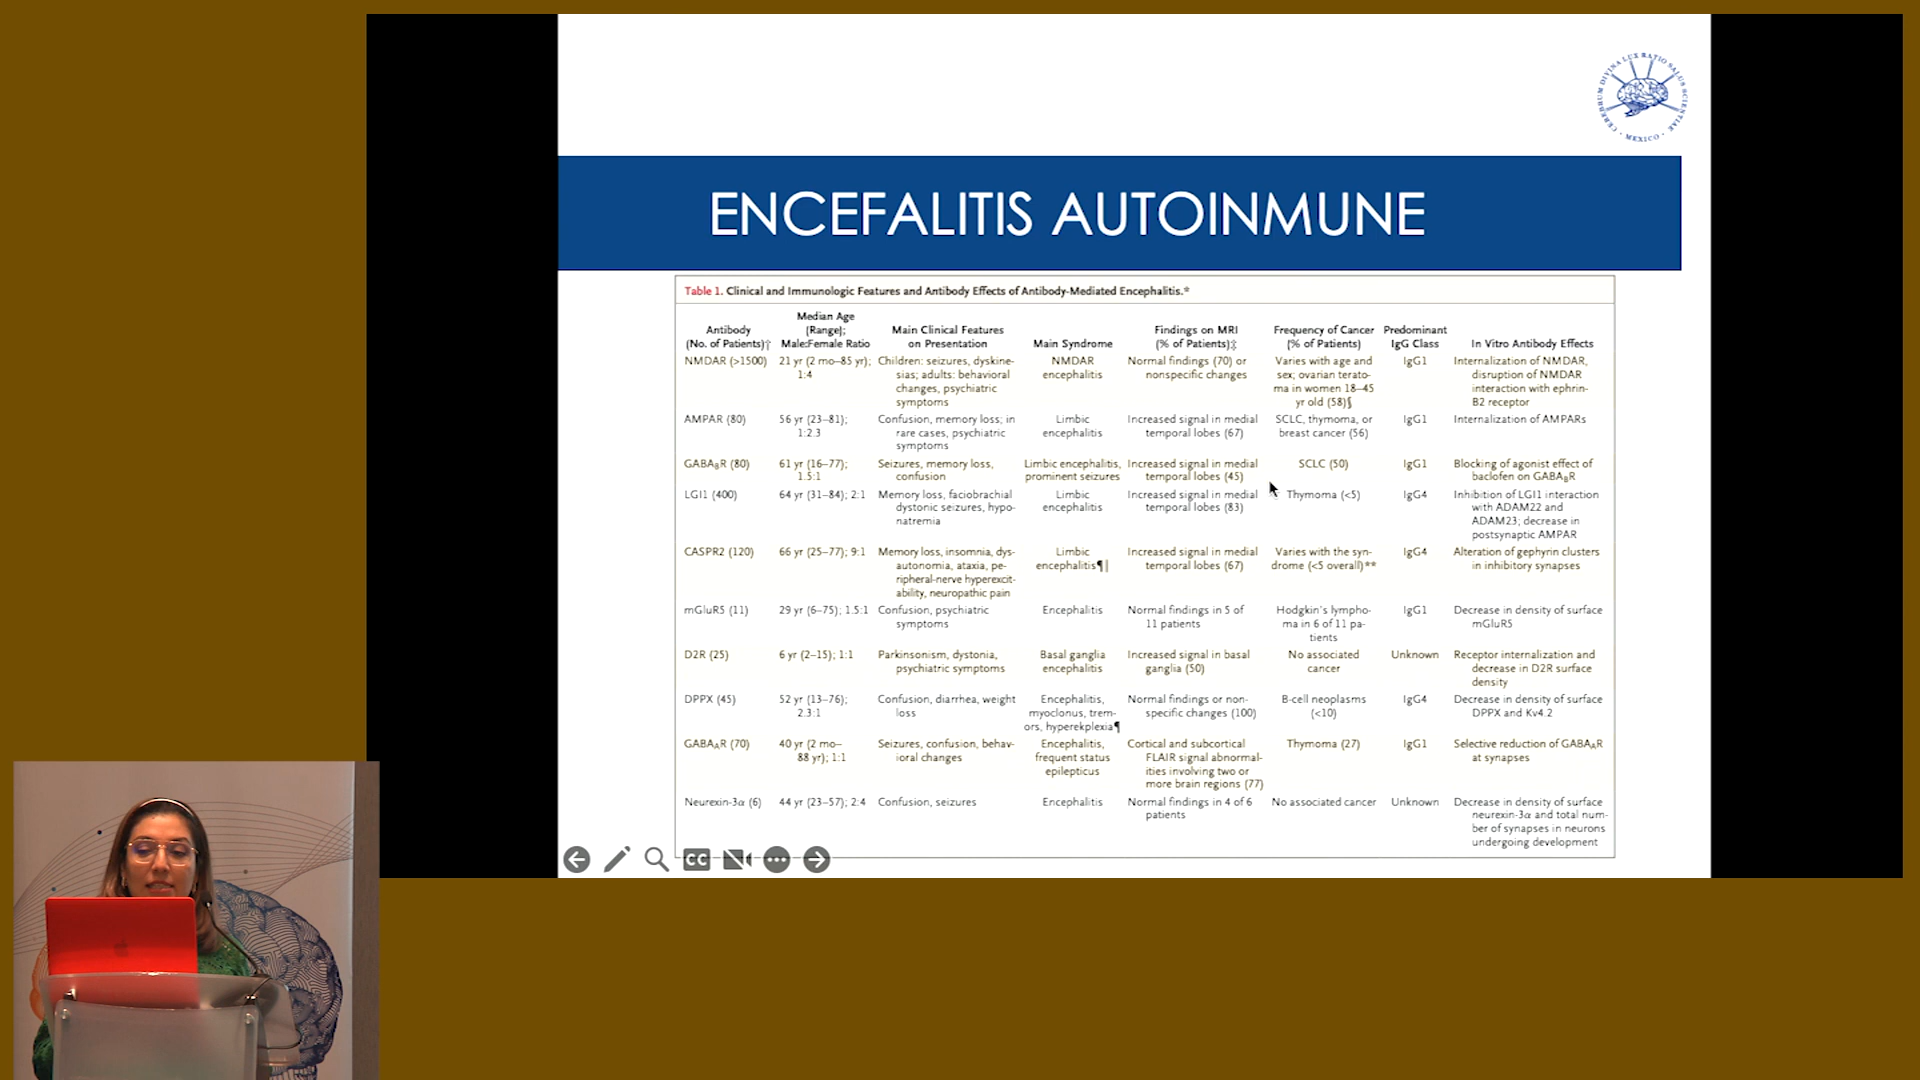 CEREBRUM DIVINA LUX RATIO SALUS SCIENTIAE · MEXICO ·
ENCEFALITIS AUTOINMUNE
Table 1. Clinical and Immunologic Features and Antibody Effects of Antibody-Mediated Encephalitis.*
Antibody (No. of Patients)† Median Age (Range); Male:Female Ratio Main Clinical Features on Presentation Main Syndrome Findings on MRI (% of Patients)‡ Frequency of Cancer (% of Patients) Predominant IgG Class In Vitro Antibody Effects
NMDAR (>1500) 21 yr (2 mo–85 yr); 1:4 Children: seizures, dyskinesias; adults: behavioral changes, psychiatric symptoms NMDAR encephalitis Normal findings (70) or nonspecific changes Varies with age and sex; ovarian teratoma in women 18–45 yr old (58)§ IgG1 Internalization of NMDAR, disruption of NMDAR interaction with ephrin-B2 receptor
AMPAR (80) 56 yr (23–81); 1:2.3 Confusion, memory loss; in rare cases, psychiatric symptoms Limbic encephalitis Increased signal in medial temporal lobes (67) SCLC, thymoma, or breast cancer (56) IgG1 Internalization of AMPARs
GABABR (80) 61 yr (16–77); 1.5:1 Seizures, memory loss, confusion Limbic encephalitis, prominent seizures Increased signal in medial temporal lobes (45) SCLC (50) IgG1 Blocking of agonist effect of baclofen on GABABR
LGI1 (400) 64 yr (31–84); 2:1 Memory loss, faciobrachial dystonic seizures, hyponatremia Limbic encephalitis Increased signal in medial temporal lobes (83) Thymoma (<5) IgG4 Inhibition of LGI1 interaction with ADAM22 and ADAM23; decrease in postsynaptic AMPAR
CASPR2 (120) 66 yr (25–77); 9:1 Memory loss, insomnia, dysautonomia, ataxia, peripheral-nerve hyperexcitability, neuropathic pain Limbic encephalitis¶‖ Increased signal in medial temporal lobes (67) Varies with the syndrome (<5 overall)** IgG4 Alteration of gephyrin clusters in inhibitory synapses
mGluR5 (11) 29 yr (6–75); 1.5:1 Confusion, psychiatric symptoms Encephalitis Normal findings in 5 of 11 patients Hodgkin's lymphoma in 6 of 11 patients IgG1 Decrease in density of surface mGluR5
D2R (25) 6 yr (2–15); 1:1 Parkinsonism, dystonia, psychiatric symptoms Basal ganglia encephalitis Increased signal in basal ganglia (50) No associated cancer Unknown Receptor internalization and decrease in D2R surface density
DPPX (45) 52 yr (13–76); 2.3:1 Confusion, diarrhea, weight loss Encephalitis, myoclonus, tremors, hyperekplexia¶ Normal findings or nonspecific changes (100) B-cell neoplasms (<10) IgG4 Decrease in density of surface DPPX and Kv4.2
GABAAR (70) 40 yr (2 mo–88 yr); 1:1 Seizures, confusion, behavioral changes Encephalitis, frequent status epilepticus Cortical and subcortical FLAIR signal abnormalities involving two or more brain regions (77) Thymoma (27) IgG1 Selective reduction of GABAAR at synapses
Neurexin-3α (6) 44 yr (23–57); 2:4 Confusion, seizures Encephalitis Normal findings in 4 of 6 patients No associated cancer Unknown Decrease in density of surface neurexin-3α and total number of synapses in neurons undergoing development
CC